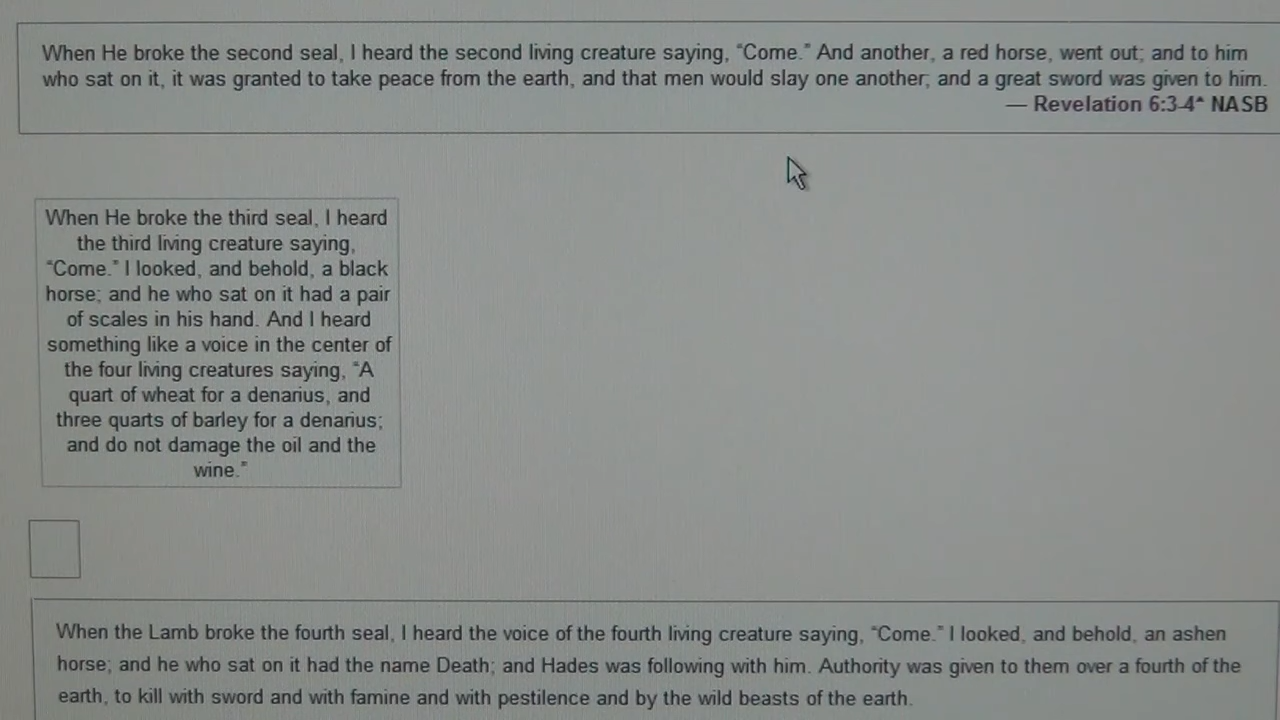 When He broke the second seal, I heard the second living creature saying, “Come.” And another, a red horse, went out; and to him
who sat on it, it was granted to take peace from the earth, and that men would slay one another; and a great sword was given to him.
— Revelation 6:3-4˄ NASB
When He broke the third seal, I heard
the third living creature saying,
“Come.” I looked, and behold, a black
horse; and he who sat on it had a pair
of scales in his hand. And I heard
something like a voice in the center of
the four living creatures saying, “A
quart of wheat for a denarius, and
three quarts of barley for a denarius;
and do not damage the oil and the
wine.”
When the Lamb broke the fourth seal, I heard the voice of the fourth living creature saying, “Come.” I looked, and behold, an ashen
horse; and he who sat on it had the name Death; and Hades was following with him. Authority was given to them over a fourth of the
earth, to kill with sword and with famine and with pestilence and by the wild beasts of the earth.